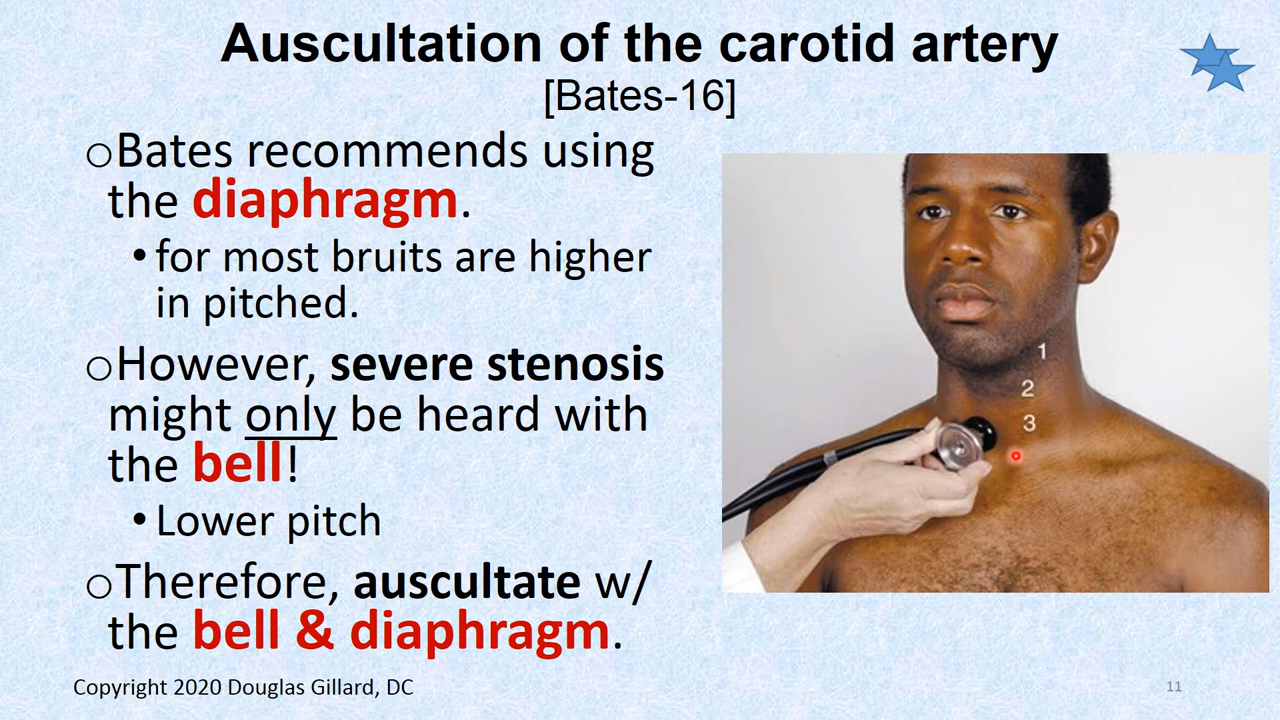 Auscultation of the carotid artery
[Bates-16]
oBates recommends using
the diaphragm.
•for most bruits are higher
in pitched.
oHowever, severe stenosis
might only be heard with
the bell!
•Lower pitch
oTherefore, auscultate w/
the bell & diaphragm.
1
2
3
Copyright 2020 Douglas Gillard, DC
11